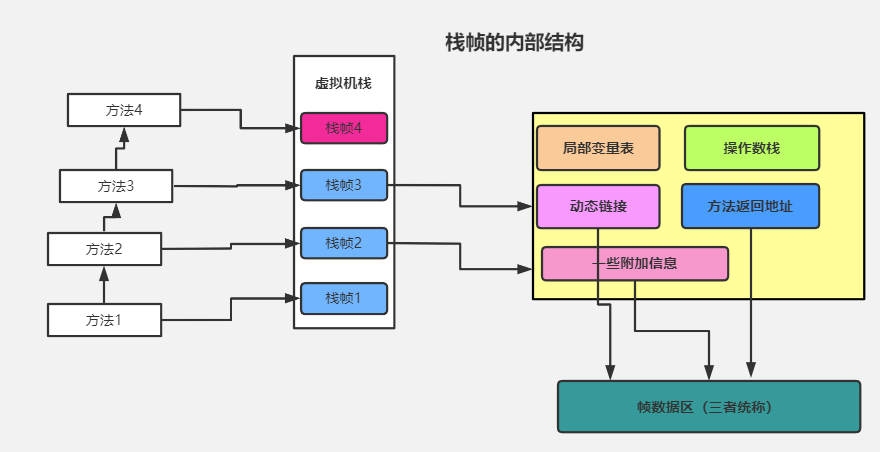 栈帧的内部结构
虚拟机栈
方法4
栈帧4
方法3
栈帧3
方法2
栈帧2
方法1
栈帧1
局部变量表
操作数栈
动态链接
方法返回地址
一些附加信息
帧数据区（三者统称）